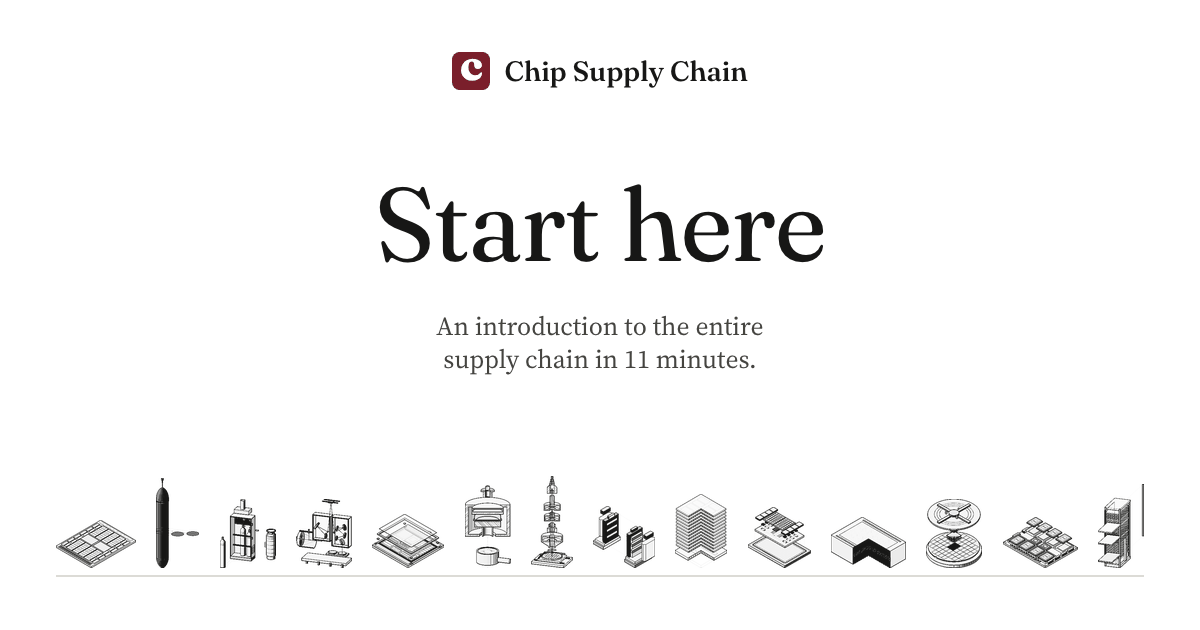 C Chip Supply Chain
Start here
An introduction to the entire
supply chain in 11 minutes.